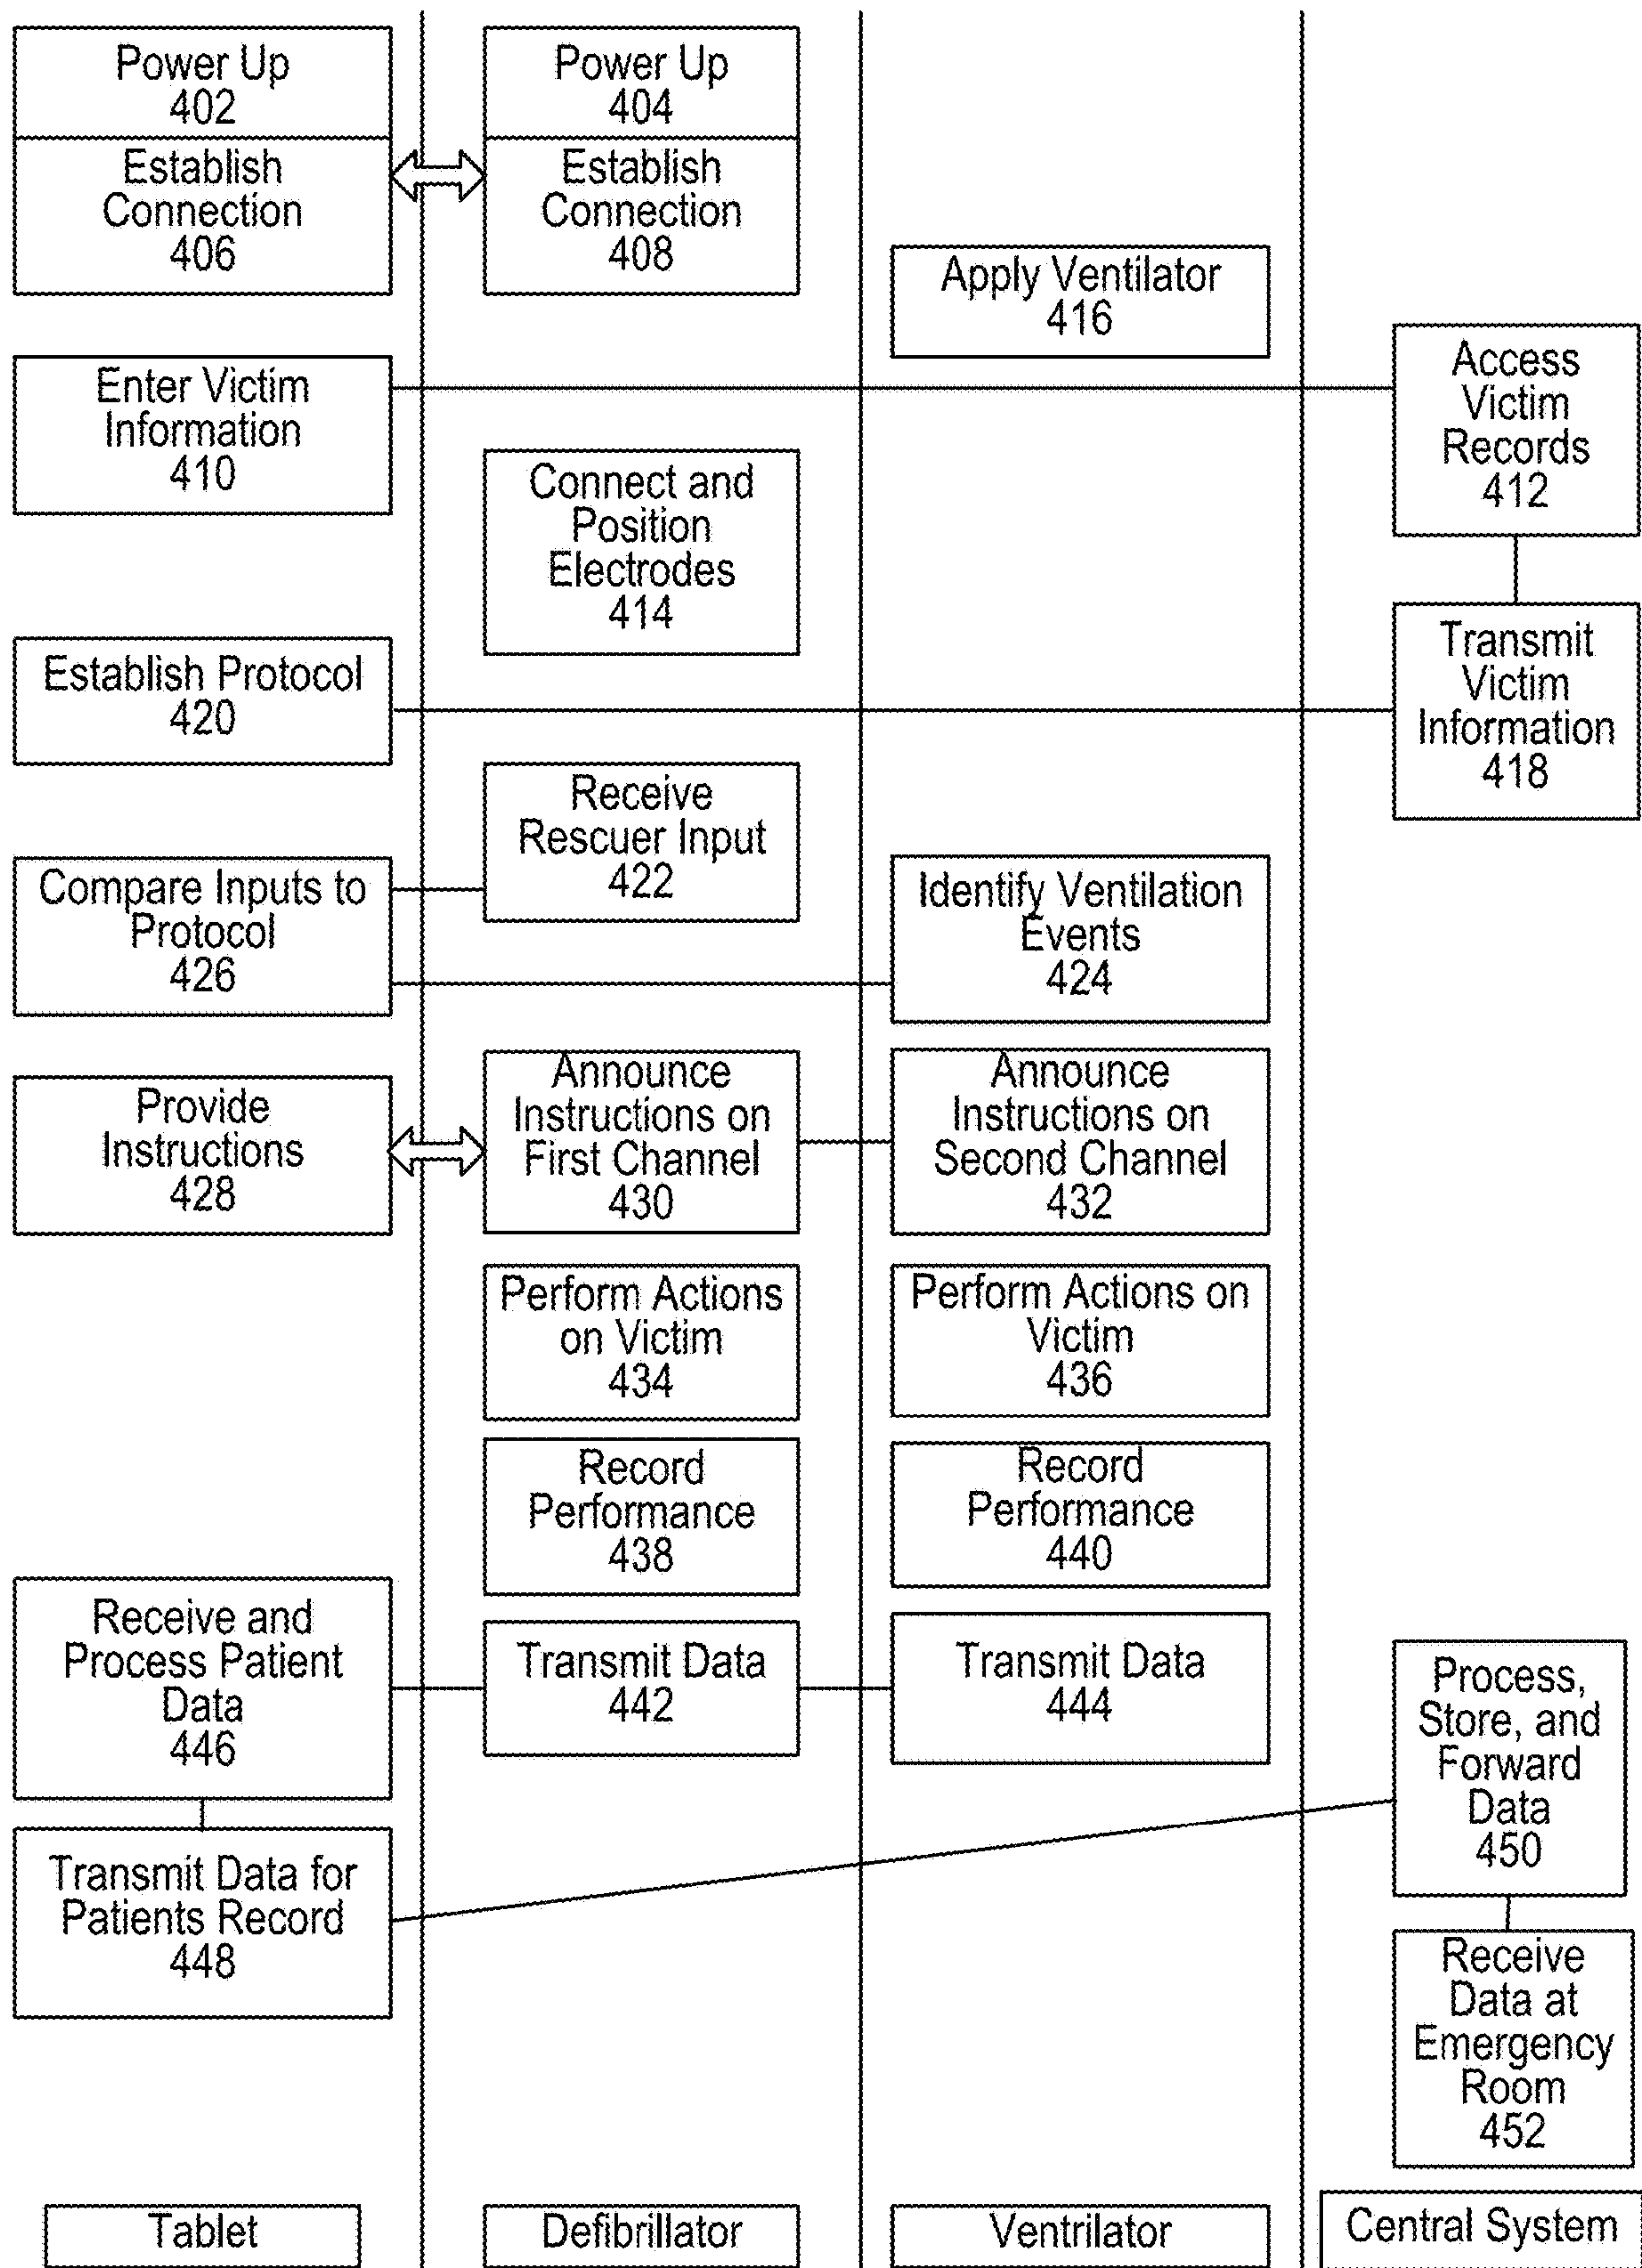 Power Up
402
Establish
Connection
406
Power Up
404
Establish
Connection
408
Apply Ventilator
416
Enter Victim
Information
410
Access
Victim
Records
412
Connect and
Position
Electrodes
414
Transmit
Victim
Information
418
Establish Protocol
420
Receive
Rescuer Input
422
Compare Inputs to
Protocol
426
Identify Ventilation
Events
424
Provide
Instructions
428
Announce
Instructions on
First Channel
430
Announce
Instructions on
Second Channel
432
Perform Actions
on Victim
434
Perform Actions on
Victim
436
Record
Performance
438
Record
Performance
440
Receive and
Process Patient
Data
446
Transmit Data
442
Transmit Data
444
Process,
Store, and
Forward
Data
450
Transmit Data for
Patients Record
448
Receive
Data at
Emergency
Room
452
Tablet
Defibrillator
Ventrilator
Central System